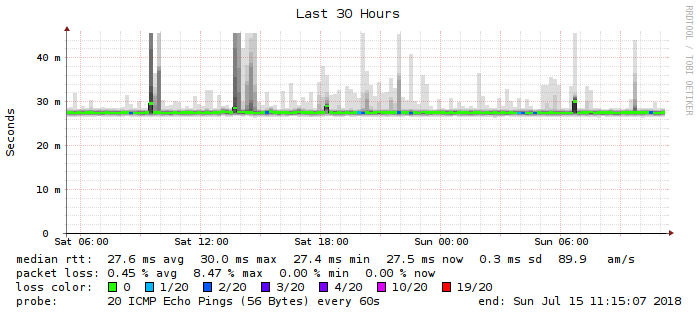 Last 30 Hours
RRDTOOL / TOBI OETIKER
Seconds
40 m
30 m
20 m
10 m
0
Sat 06:00 Sat 12:00 Sat 18:00 Sun 00:00 Sun 06:00
median rtt: 27.6 ms avg 30.0 ms max 27.4 ms min 27.5 ms now 0.3 ms sd 89.9 am/s
packet loss: 0.45 % avg 8.47 % max 0.00 % min 0.00 % now
loss color: 0 1/20 2/20 3/20 4/20 10/20 19/20
probe: 20 ICMP Echo Pings (56 Bytes) every 60s end: Sun Jul 15 11:15:07 2018